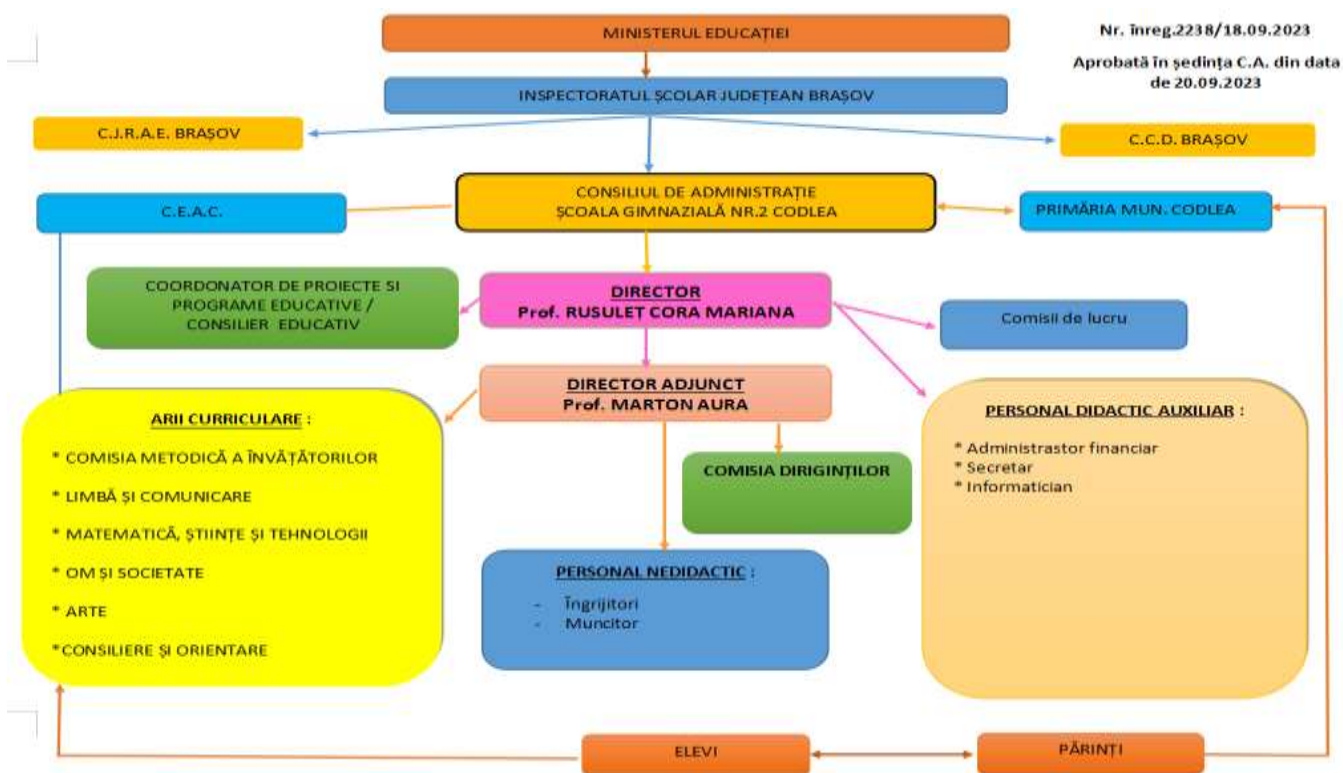 MINISTERUL EDUCAȚIEI
Nr. înreg.2238/18.09.2023
Aprobată în ședința C.A. din data
de 20.09.2023
INSPECTORATUL ȘCOLAR JUDEȚEAN BRAȘOV
C.J.R.A.E. BRAȘOV
C.C.D. BRAȘOV
CONSILIUL DE ADMINISTRAȚIE
ȘCOALA GIMNAZIALĂ NR.2 CODLEA
C.E.A.C.
PRIMĂRIA MUN. CODLEA
COORDONATOR DE PROIECTE SI
PROGRAME EDUCATIVE /
CONSILIER EDUCATIV
DIRECTOR
Prof. RUSULEȚ CORA MARIANA
Comisii de lucru
DIRECTOR ADJUNCT
Prof. MARTON AURA
ARII CURRICULARE :
* COMISIA METODICĂ A ÎNVĂȚĂTORILOR
* LIMBĂ ȘI COMUNICARE
* MATEMATICĂ, ȘTIINȚE ȘI TEHNOLOGII
* OM ȘI SOCIETATE
* ARTE
*CONSILIERE ȘI ORIENTARE
COMISIA DIRIGINȚILOR
PERSONAL DIDACTIC AUXILIAR :
* Administrastor financiar
* Secretar
* Informatician
PERSONAL NEDIDACTIC :
- Îngrijitori
- Muncitor
ELEVI
PĂRINȚI